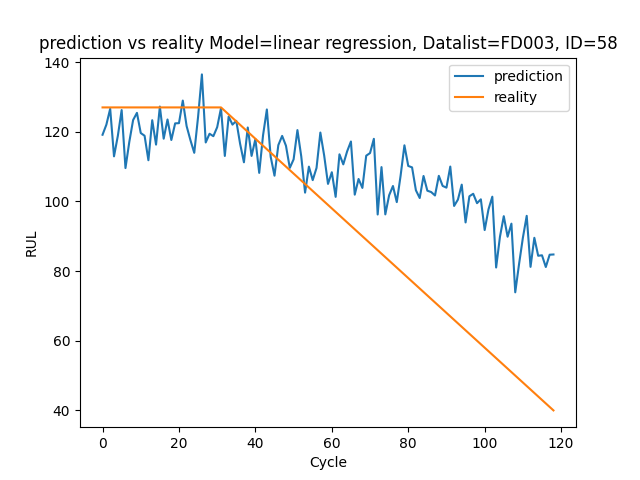 prediction vs reality Model=linear regression, Datalist=FD003, ID=58
prediction
reality
RUL
140
120
100
80
60
40
0 20 40 60 80 100 120
Cycle